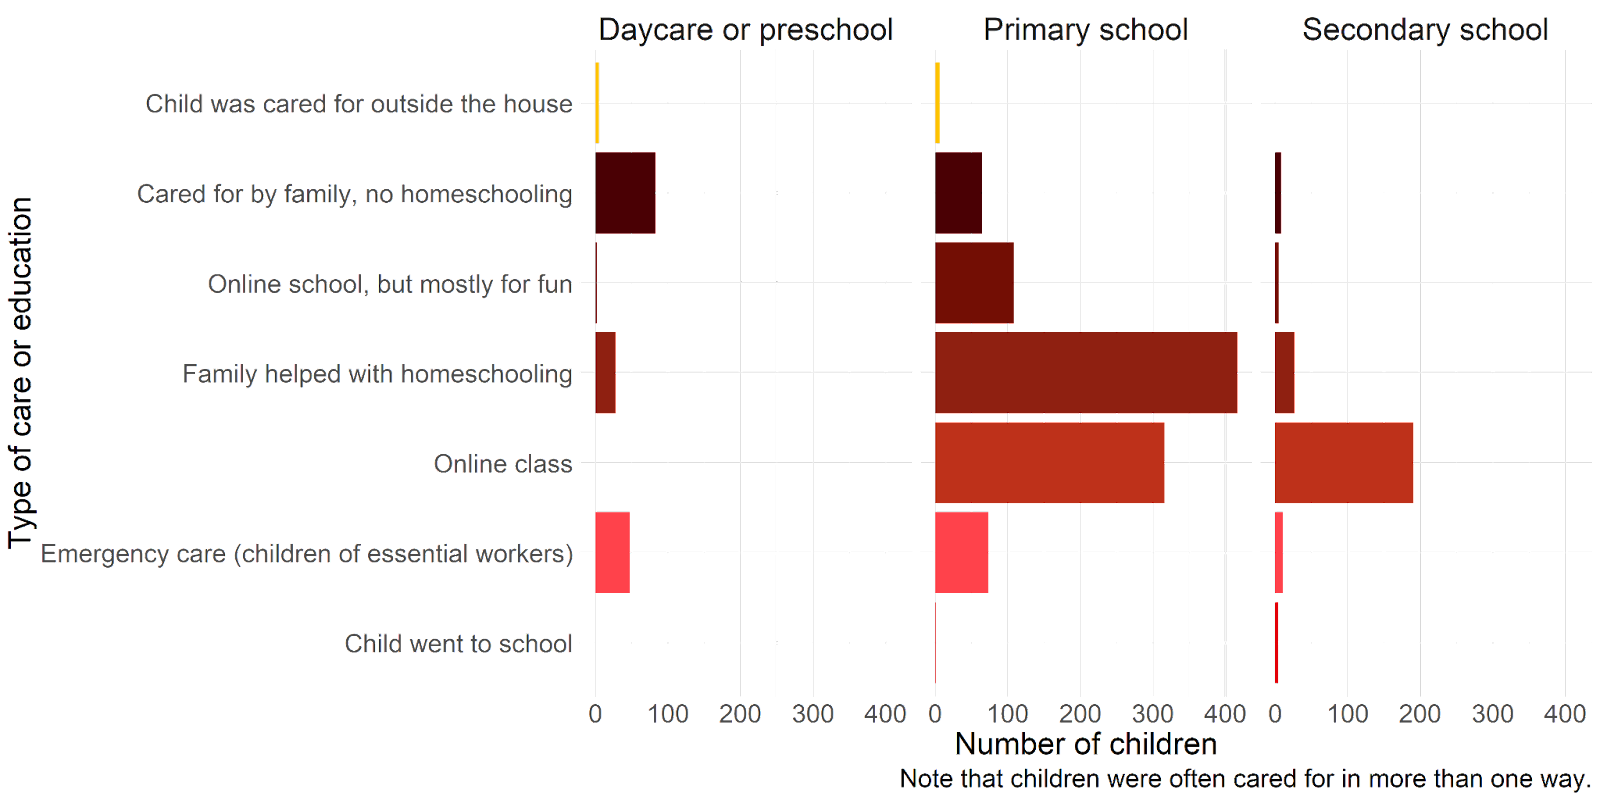 Daycare or preschool
Primary school
Secondary school
Type of care or education
Child was cared for outside the house
Cared for by family, no homeschooling
Online school, but mostly for fun
Family helped with homeschooling
Online class
Emergency care (children of essential workers)
Child went to school
0 100 200 300 400
0 100 200 300 400
0 100 200 300 400
Number of children
Note that children were often cared for in more than one way.